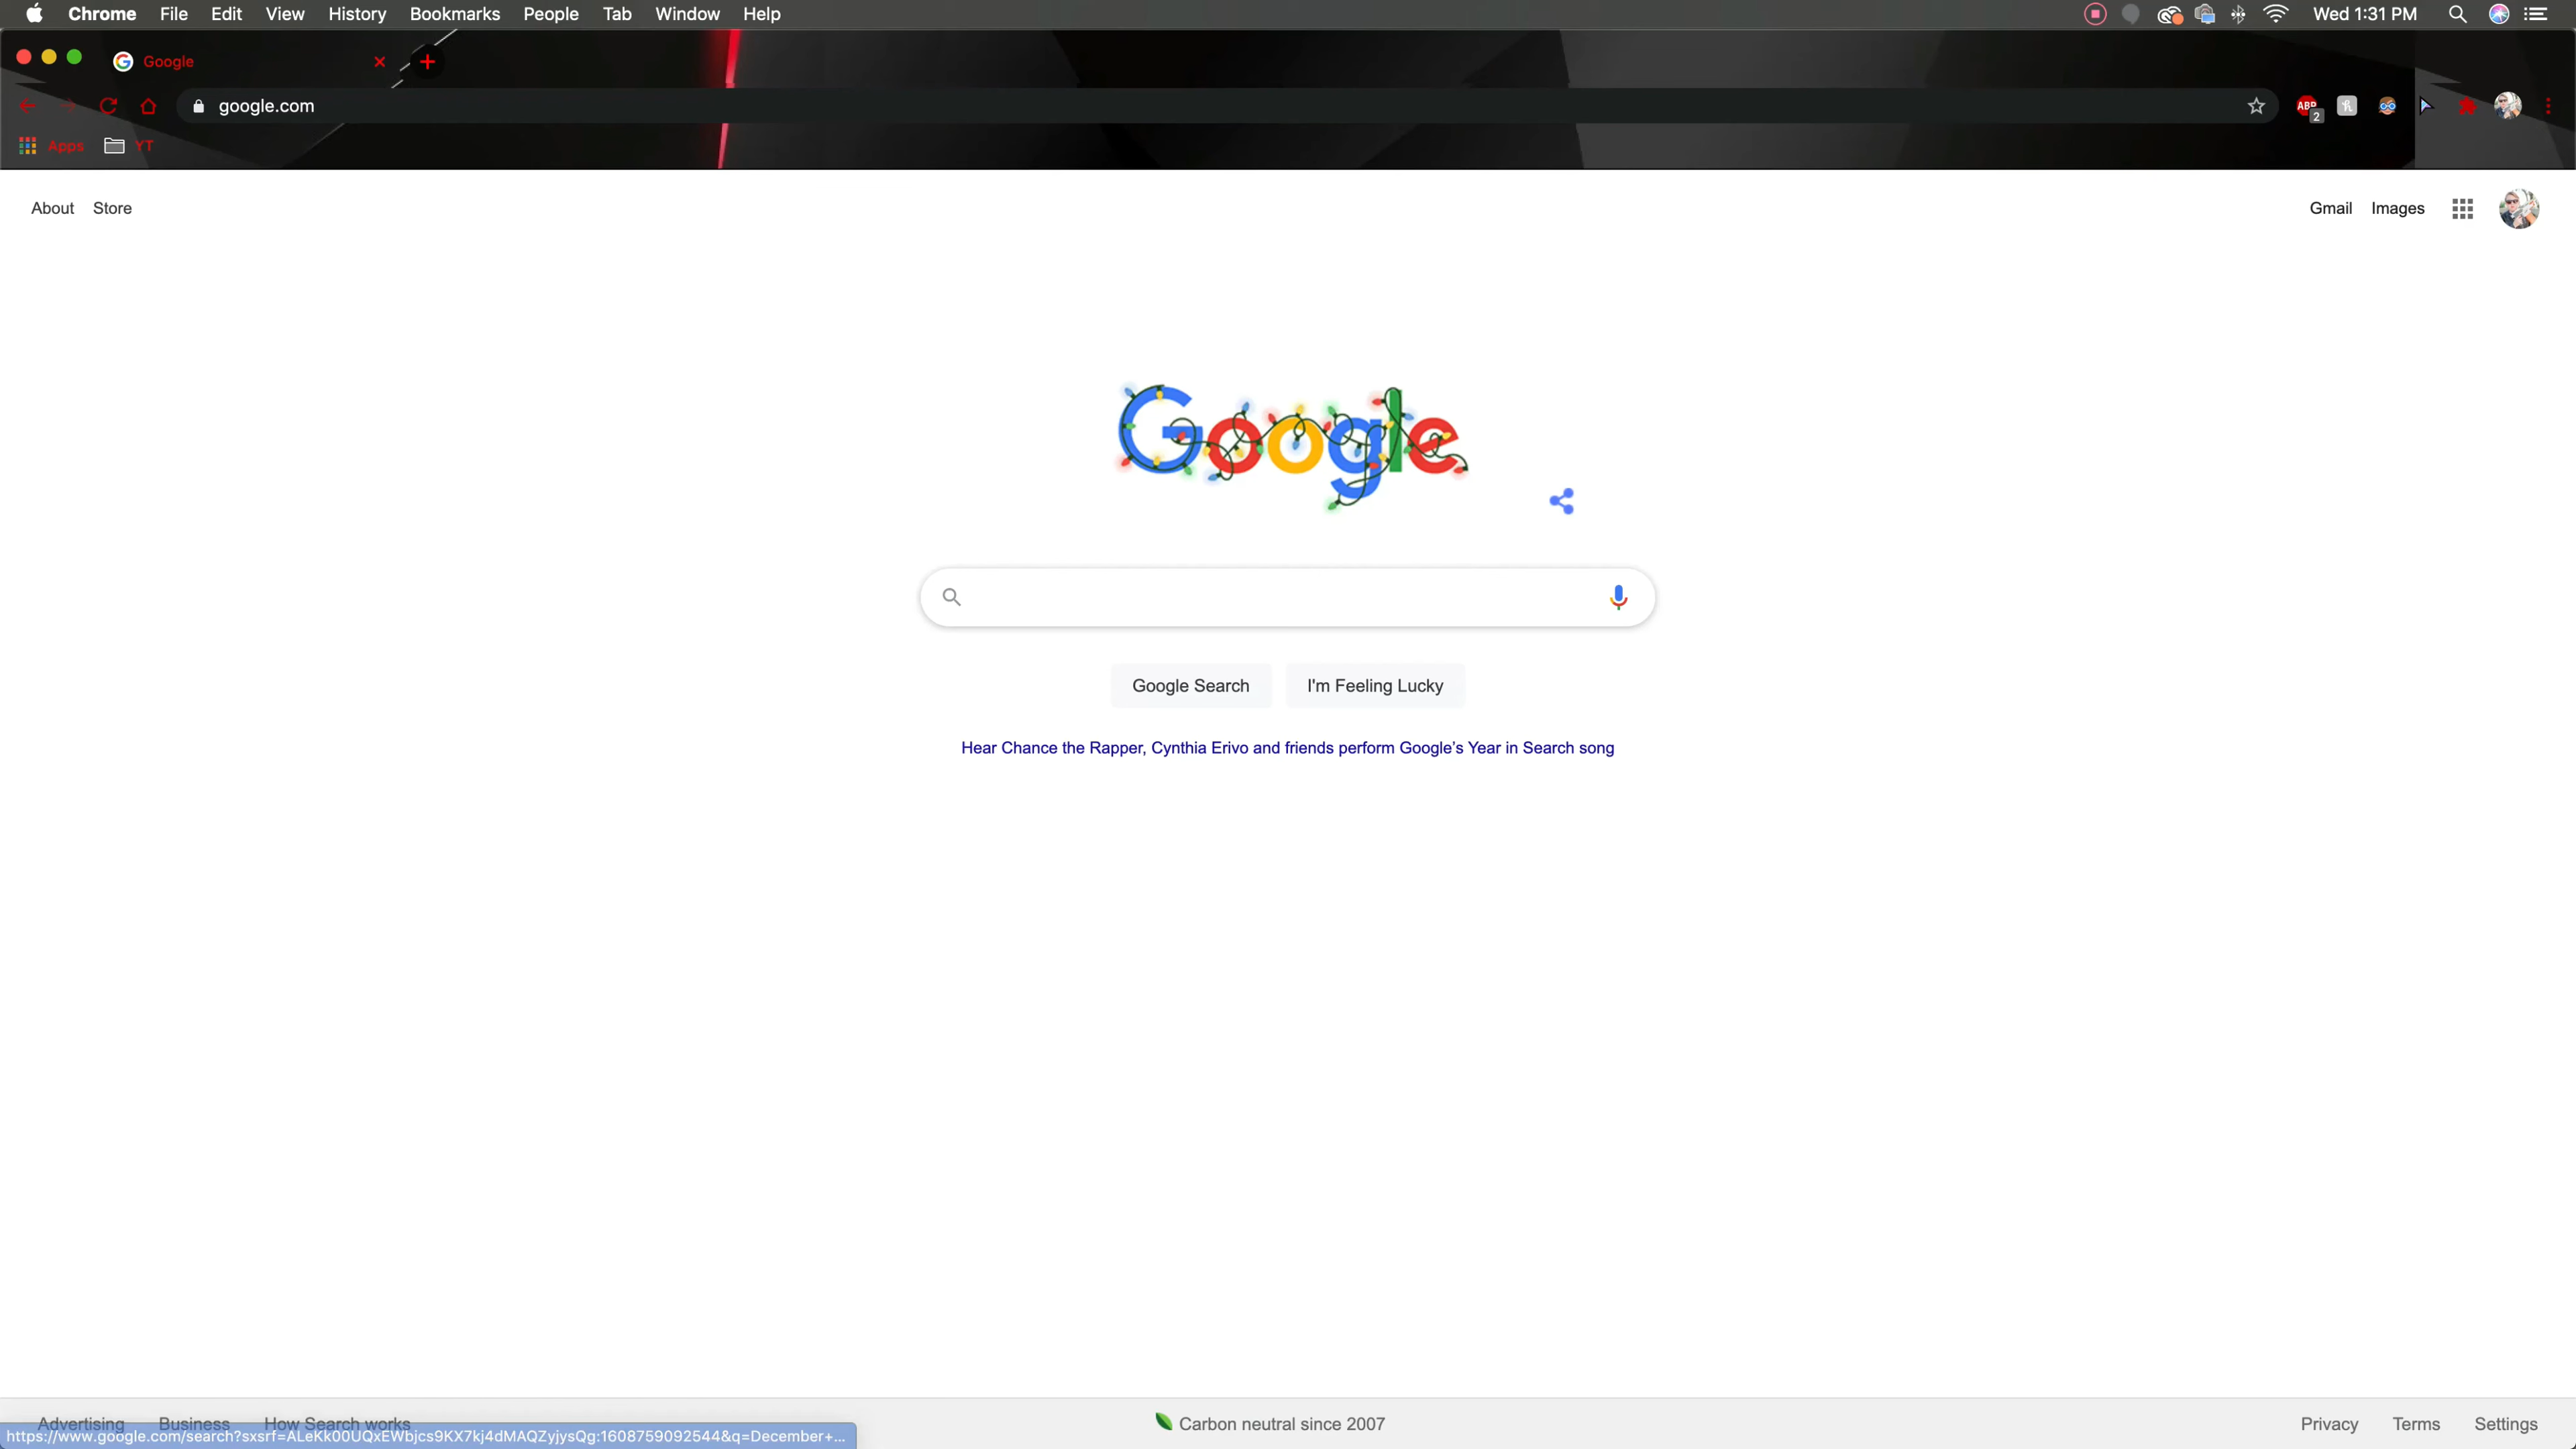 Chrome File Edit View History Bookmarks People Tab Window Help Wed 1:31 PM
Google
google.com
ABP 2
Apps YT
About Store Gmail Images
Google
Google Search I'm Feeling Lucky
Hear Chance the Rapper, Cynthia Erivo and friends perform Google's Year in Search song
Advertising Business How Search works Carbon neutral since 2007 Privacy Terms Settings
https://www.google.com/search?sxsrf=ALeKk00UQxEWbjcs9KX7kj4dMAQZyjysQg:1608759092544&q=December+...